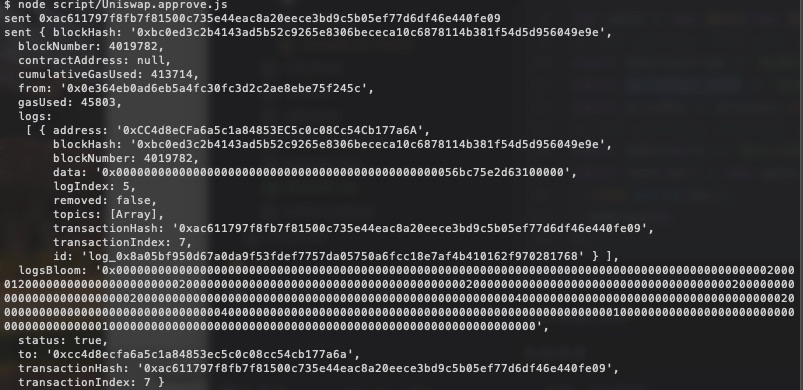 $ node script/Uniswap.approve.js
sent 0xac611797f8fb7f81500c735e44eac8a20eece3bd9c5b05ef77d6df46e440fe09
sent { blockHash: '0xbc0ed3c2b4143ad5b52c9265e8306bececa10c6878114b381f54d5d956049e9e',
  blockNumber: 4019782,
  contractAddress: null,
  cumulativeGasUsed: 413714,
  from: '0x0e364eb0ad6eb5a4fc30fc3d2c2ae8ebe75f245c',
  gasUsed: 45803,
  logs:
   [ { address: '0xCC4d8eCFa6a5c1a84853EC5c0c08Cc54Cb177a6A',
       blockHash: '0xbc0ed3c2b4143ad5b52c9265e8306bececa10c6878114b381f54d5d956049e9e',
       blockNumber: 4019782,
       data: '0x0000000000000000000000000000000000000000000000056bc75e2d63100000',
       logIndex: 5,
       removed: false,
       topics: [Array],
       transactionHash: '0xac611797f8fb7f81500c735e44eac8a20eece3bd9c5b05ef77d6df46e440fe09',
       transactionIndex: 7,
       id: 'log_0x8a05bf950d67a0da9f53fdef7757da05750a6fcc18e7af4b410162f970281768' } ],
  logsBloom:
  status: true,
  to: '0xcc4d8ecfa6a5c1a84853ec5c0c08cc54cb177a6a',
  transactionHash: '0xac611797f8fb7f81500c735e44eac8a20eece3bd9c5b05ef77d6df46e440fe09',
  transactionIndex: 7 }